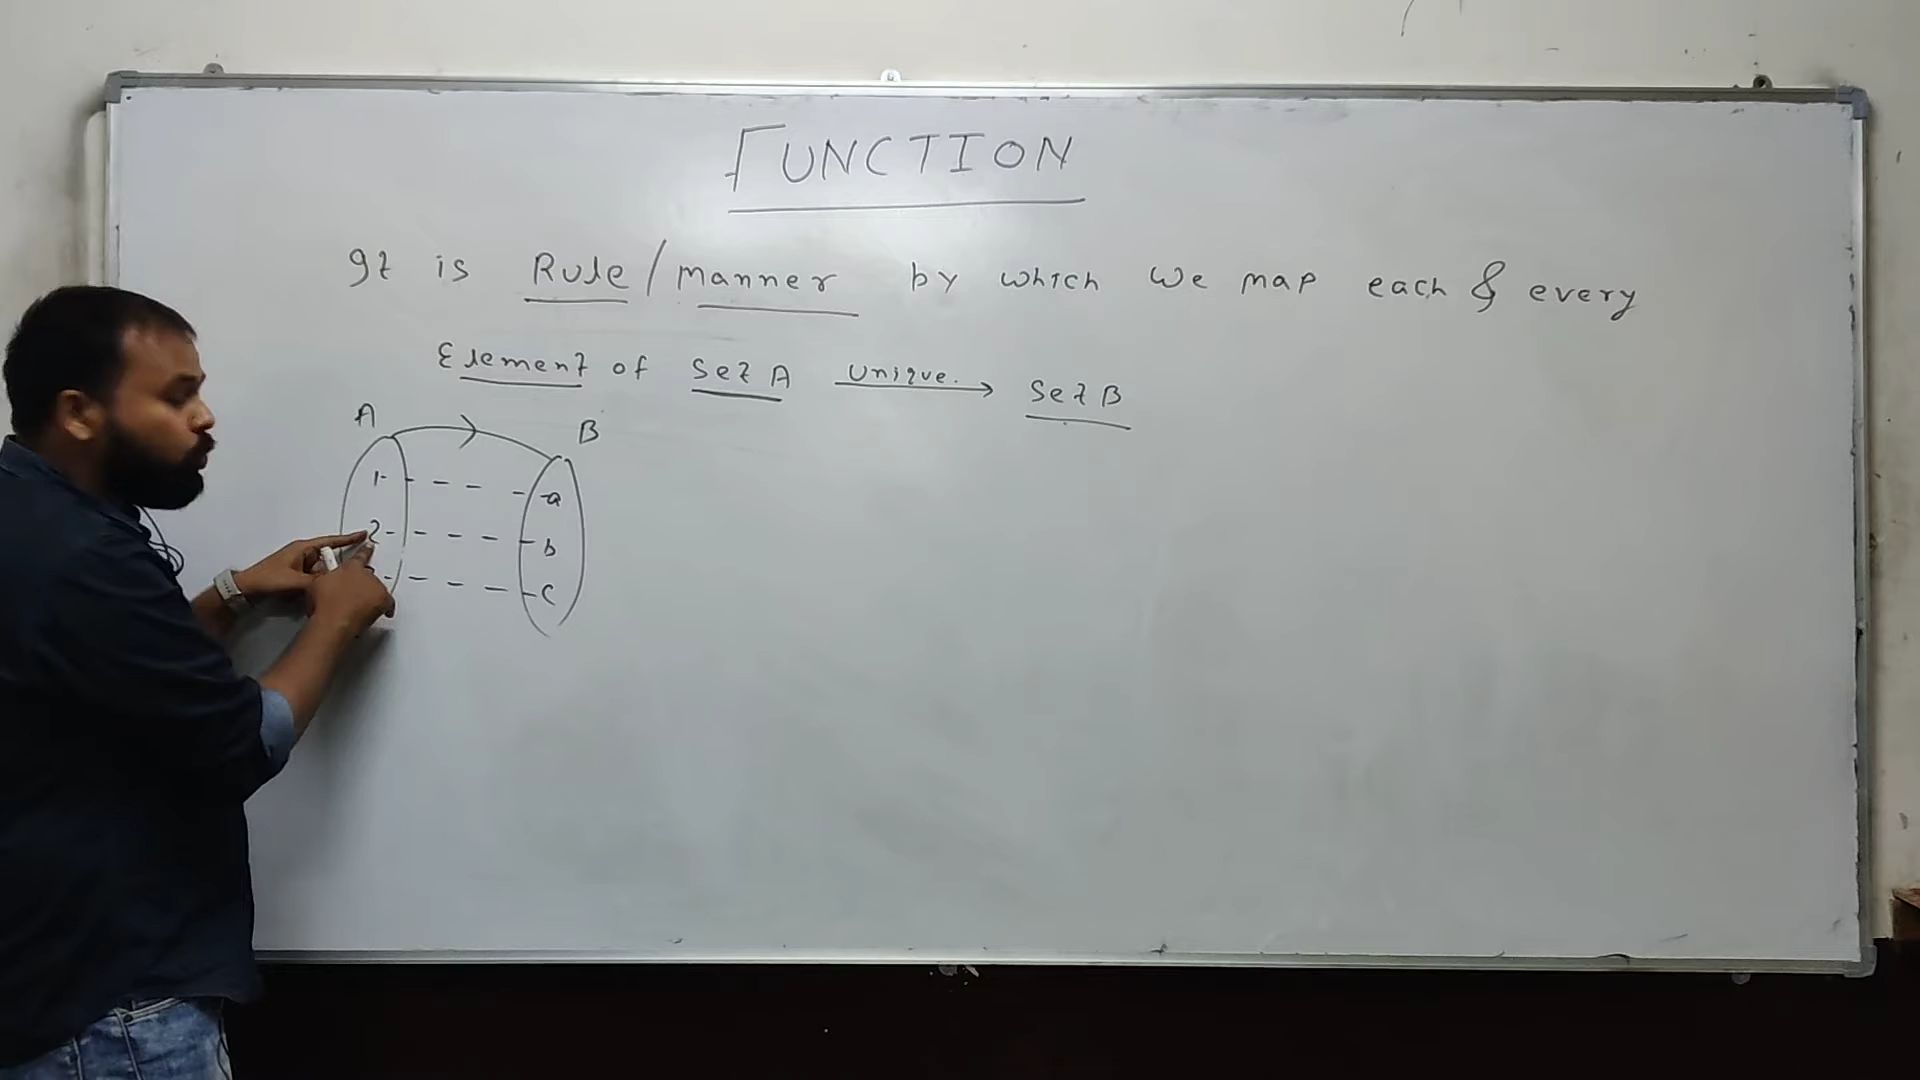 FUNCTION
It is Rule/manner by which we map each & every
Element of Set A unique. → Set B
A B
1 - - - - a
2 - - - - b
- - - - c